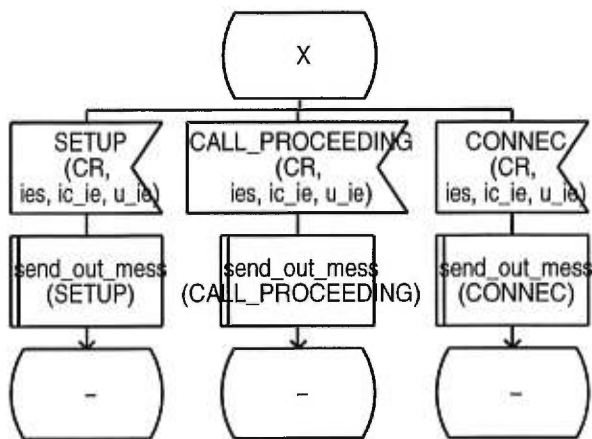 X
SETUP
(CR,
ies, ic_ie, u_ie)
CALL_PROCEEDING
(CR,
ies, ic_ie, u_ie)
CONNEC
(CR,
ies, ic_ie, u_ie)
send_out_mess
(SETUP)
send_out_mess
(CALL_PROCEEDING)
send_out_mess
(CONNEC)
–
–
–